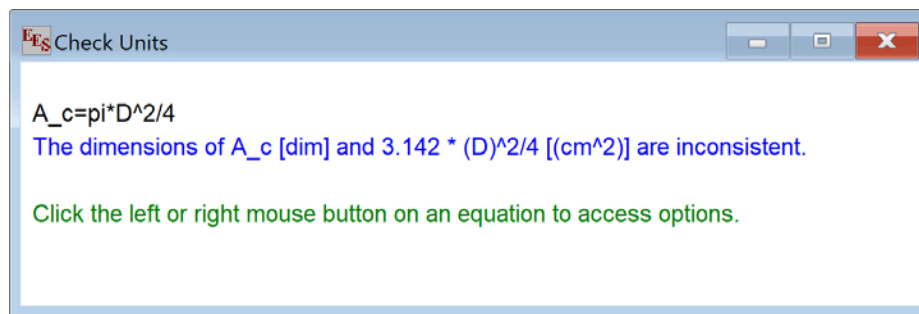 EES Check Units
A_c=pi*D^2/4
The dimensions of A_c [dim] and 3.142 * (D)^2/4 [(cm^2)] are inconsistent.
Click the left or right mouse button on an equation to access options.